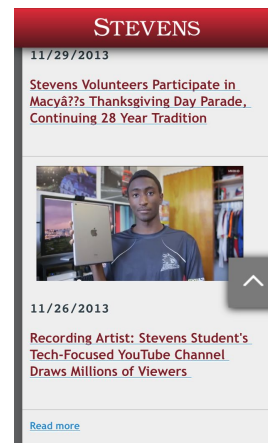 STEVENS
11/29/2013
Stevens Volunteers Participate in
Macyâ??s Thanksgiving Day Parade,
Continuing 28 Year Tradition
11/26/2013
Recording Artist: Stevens Student's
Tech-Focused YouTube Channel
Draws Millions of Viewers
Read more